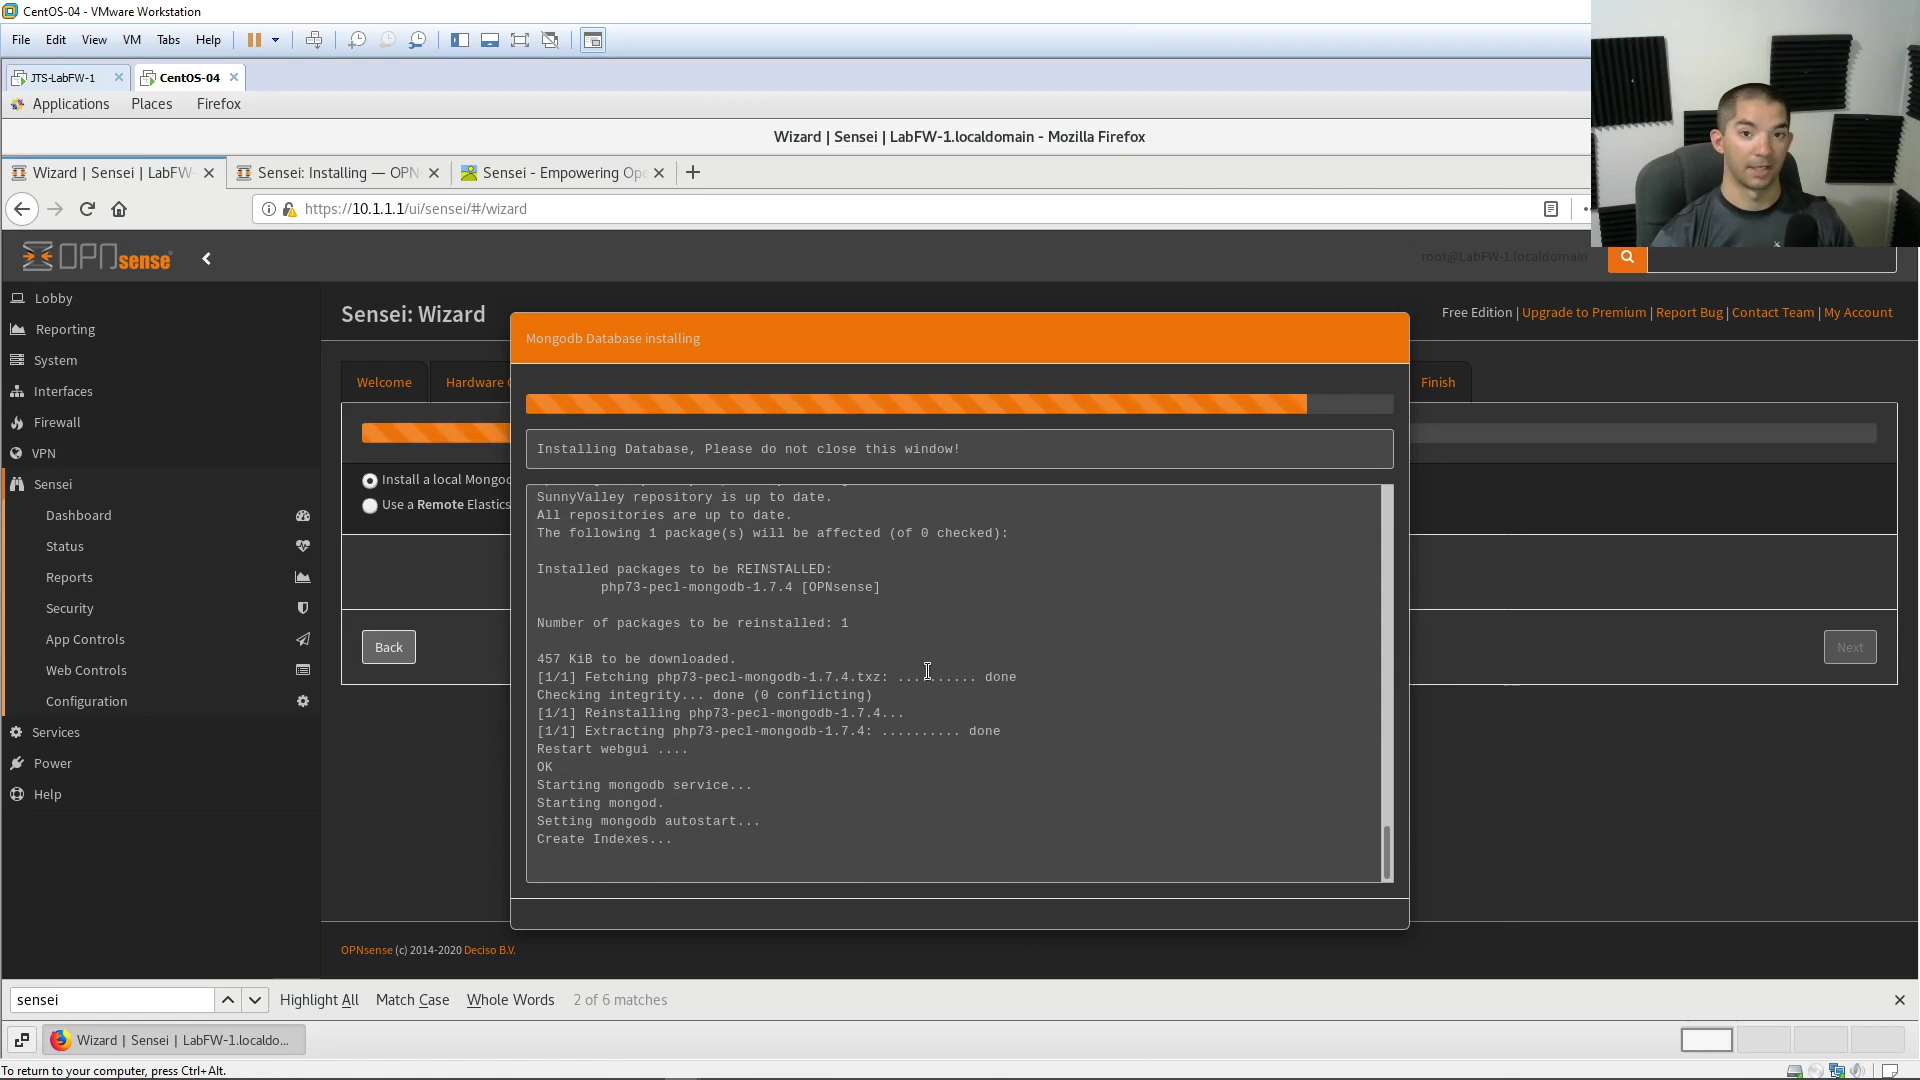 CentOS-04 - VMware Workstation
File Edit View VM Tabs Help
JTS-LabFW-1 CentOS-04
Applications Places Firefox
Wizard | Sensei | LabFW-1.localdomain - Mozilla Firefox
Wizard | Sensei | LabFW- Sensei: Installing — OPN Sensei - Empowering Ope
https://10.1.1.1/ui/sensei/#/wizard
OPNsense
root@LabFW-1.localdomain
Lobby
Reporting
System
Interfaces
Firewall
VPN
Sensei
Dashboard
Status
Reports
Security
App Controls
Web Controls
Configuration
Services
Power
Help
Sensei: Wizard
Free Edition | Upgrade to Premium | Report Bug | Contact Team | My Account
Welcome Hardware C Finish
Install a local Mongod
Use a Remote Elastics
Back Next
Mongodb Database installing
Installing Database, Please do not close this window!
SunnyValley repository is up to date.
All repositories are up to date.
The following 1 package(s) will be affected (of 0 checked):
Installed packages to be REINSTALLED:
php73-pecl-mongodb-1.7.4 [OPNsense]
Number of packages to be reinstalled: 1
457 KiB to be downloaded.
[1/1] Fetching php73-pecl-mongodb-1.7.4.txz: .......... done
Checking integrity... done (0 conflicting)
[1/1] Reinstalling php73-pecl-mongodb-1.7.4...
[1/1] Extracting php73-pecl-mongodb-1.7.4: .......... done
Restart webgui ....
OK
Starting mongodb service...
Starting mongod.
Setting mongodb autostart...
Create Indexes...
OPNsense (c) 2014-2020 Deciso B.V.
sensei Highlight All Match Case Whole Words 2 of 6 matches
Wizard | Sensei | LabFW-1.localdo...
To return to your computer, press Ctrl+Alt.